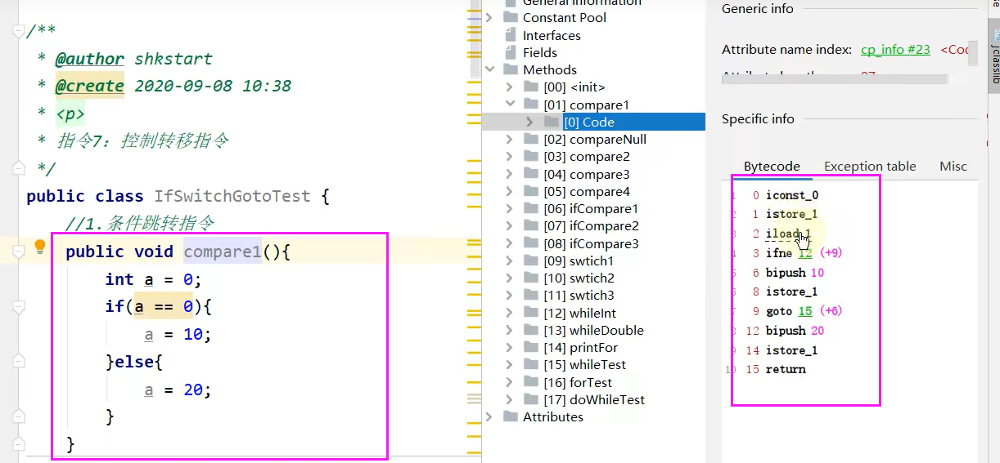 /**
* @author shkstart
* @create 2020-09-08 10:38
* <p>
* 指令7：控制转移指令
*/
public class IfSwitchGotoTest {
//1.条件跳转指令
public void compare1(){
int a = 0;
if(a == 0){
a = 10;
}else{
a = 20;
}
}
General information
Constant Pool
Interfaces
Fields
Methods
[00] <init>
[01] compare1
[0] Code
[02] compareNull
[03] compare2
[04] compare3
[05] compare4
[06] ifCompare1
[07] ifCompare2
[08] ifCompare3
[09] swtich1
[10] swtich2
[11] swtich3
[12] whileInt
[13] whileDouble
[14] printFor
[15] whileTest
[16] forTest
[17] doWhileTest
Attributes
Generic info
Attribute name index: cp_info #23 <Cod
Specific info
Bytecode Exception table Misc
1 0 iconst_0
2 1 istore_1
3 2 iload_1
4 3 ifne 12 (+9)
5 6 bipush 10
6 8 istore_1
7 9 goto 15 (+6)
8 12 bipush 20
9 14 istore_1
10 15 return
jclasslib